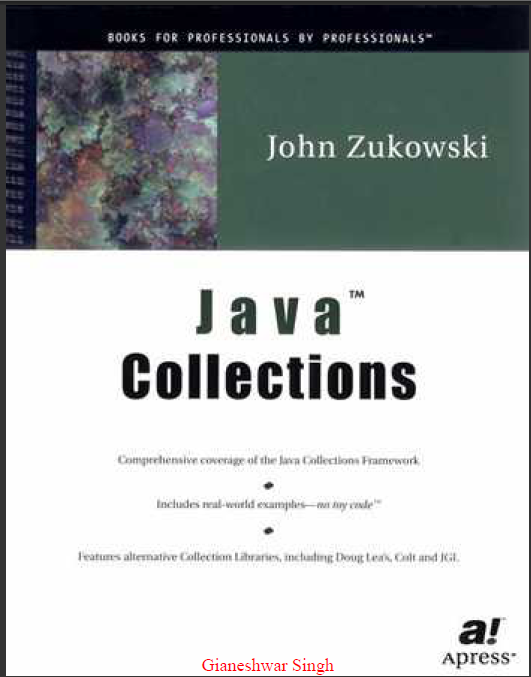 BOOKS FOR PROFESSIONALS BY PROFESSIONALS™
John Zukowski
Java™
Collections
Comprehensive coverage of the Java Collections Framework
Includes real-world examples—no toy code™
Features alternative Collection Libraries, including Doug Lea's, Colt and JGL
a!
Apress™
Gianeshwar Singh